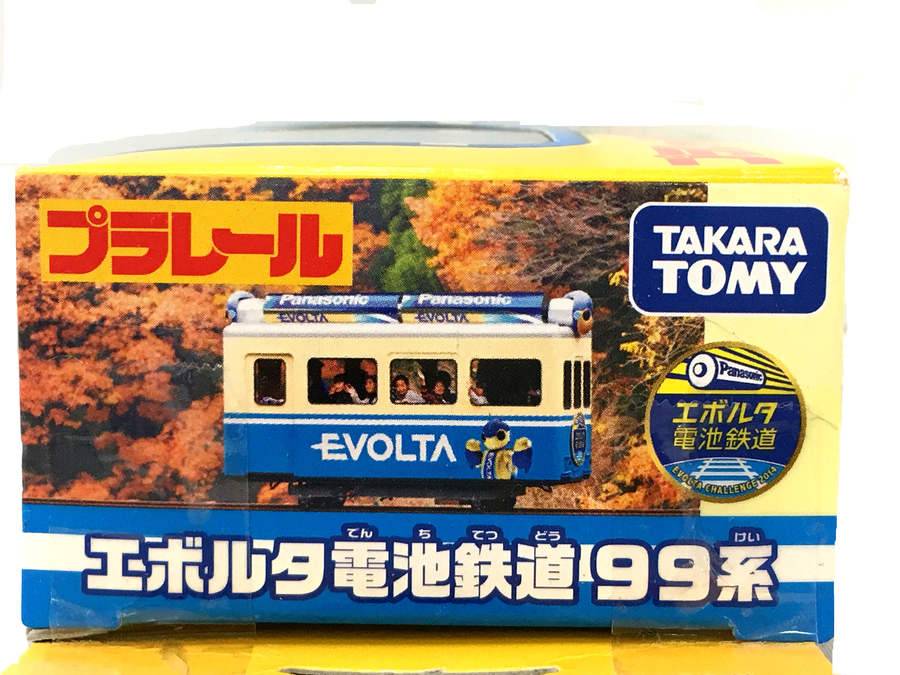 プラレール
TAKARA
TOMY
Panasonic
Panasonic
EVOLTA
EVOLTA
EVOLTA
Panasonic
エボルタ
電池鉄道
EVOLTA CHALLENGE 2014
てん ち てつ どう けい
エボルタ電池鉄道 99系